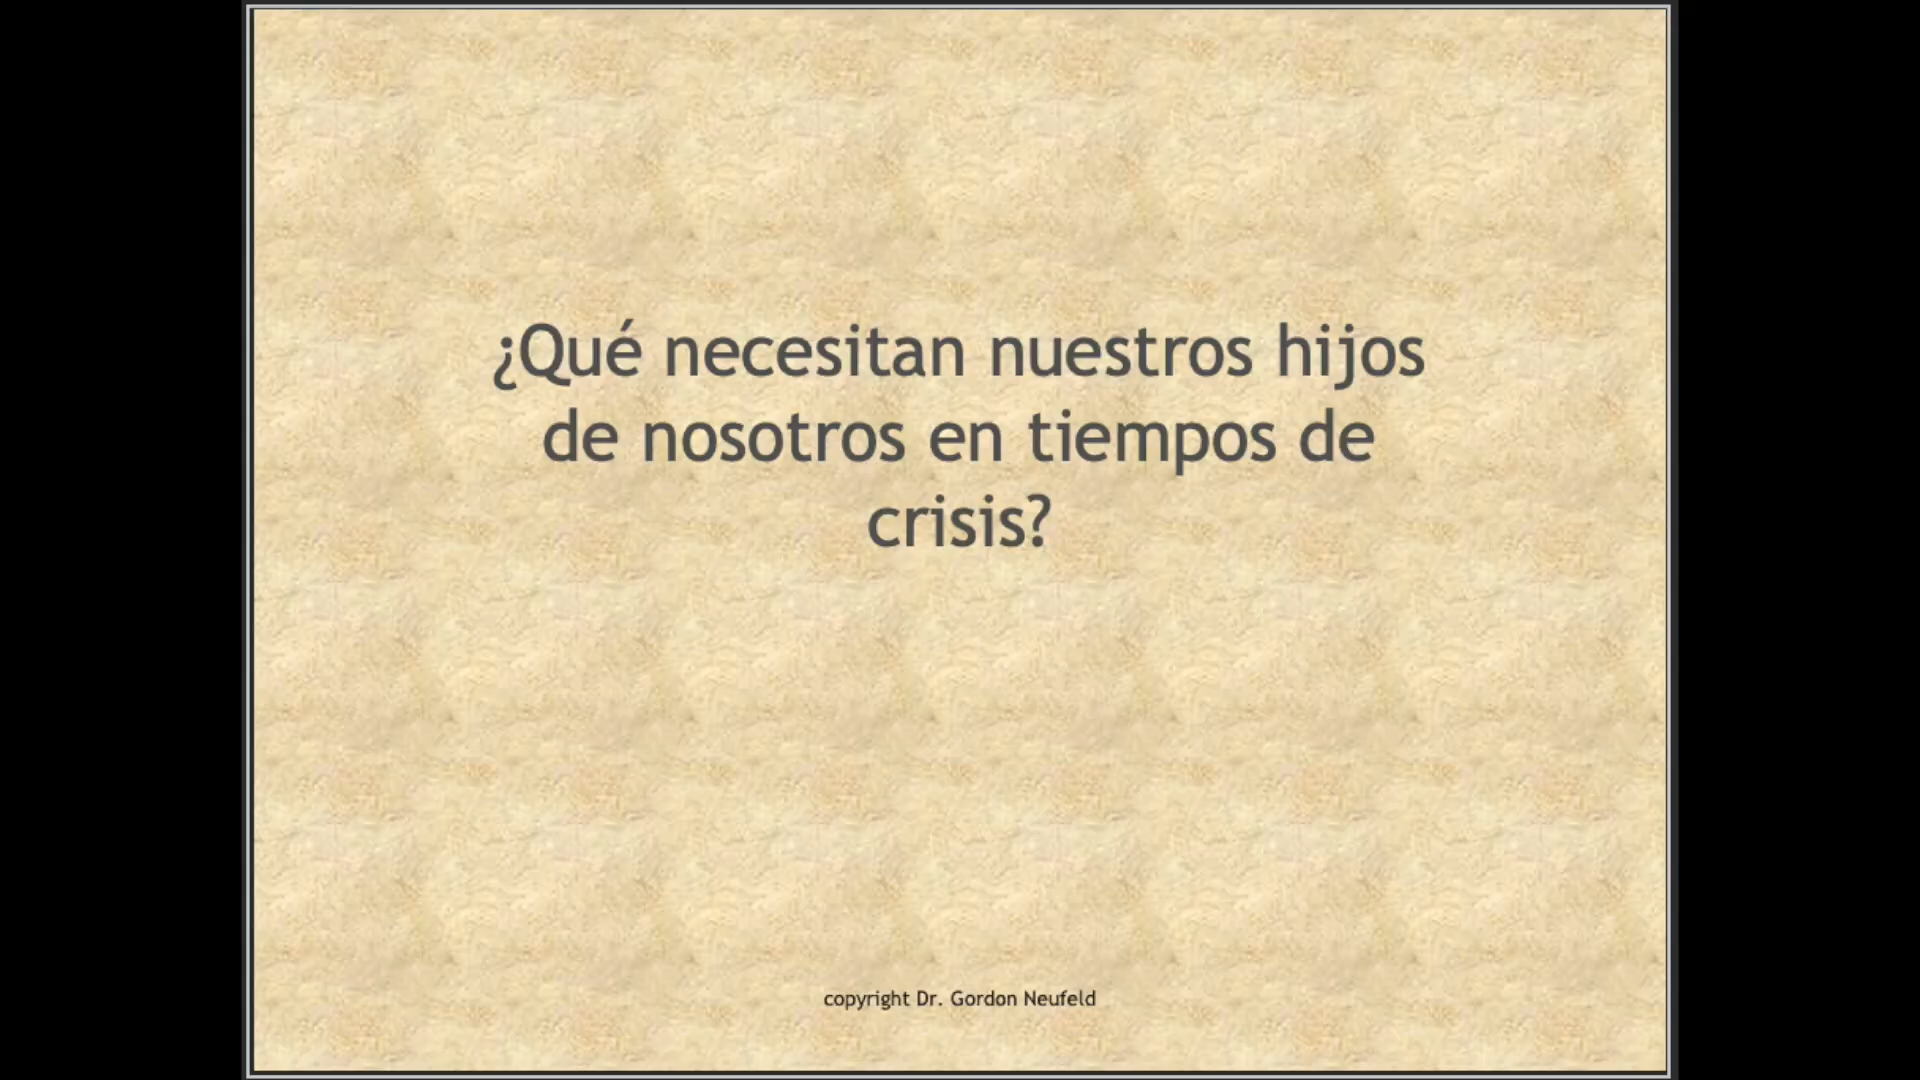 ¿Qué necesitan nuestros hijos
de nosotros en tiempos de
crisis?
copyright Dr. Gordon Neufeld